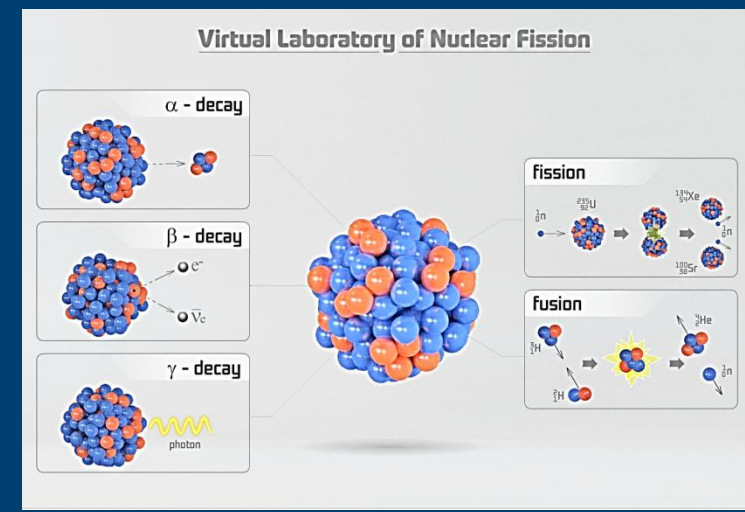 Virtual Laboratory of Nuclear Fission
α - decay
β - decay
e⁻
ν̅e
γ - decay
photon
fission
¹₀n
²³⁵₉₂U
¹³⁴₅₄Xe
¹₀n
¹⁰⁰₃₈Sr
fusion
³₁H
²₁H
⁴₂He
¹₀n